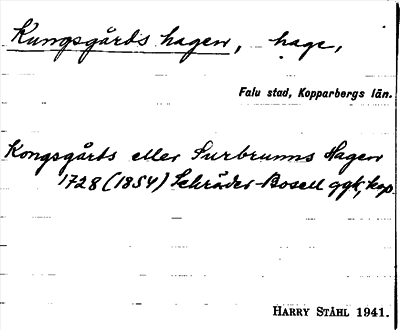 Kungsgårds hagen, hage,
Falu stad, Kopparbergs län.
Kongsgårds eller Surbrunns Hagen
1728 (1854) Schröder-Bosell ggk, kop
HARRY STÅHL 1941.